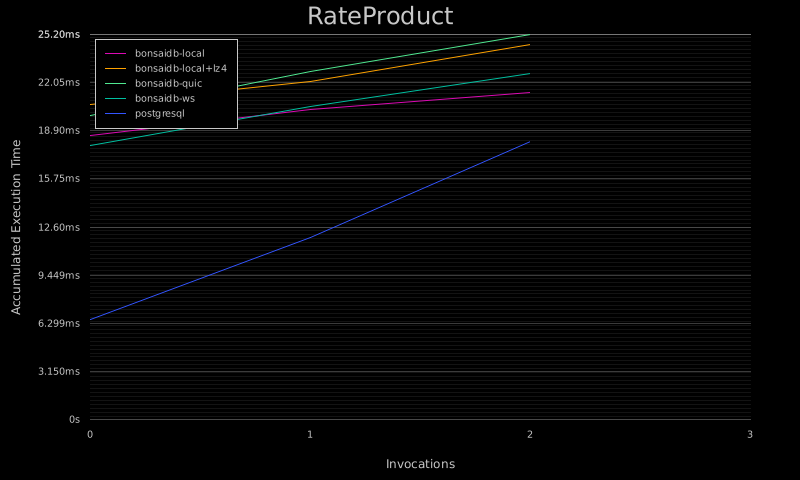 RateProduct
25.20ms
22.05ms
18.90ms
15.75ms
12.60ms
9.449ms
6.299ms
3.150ms
0s
Accumulated Execution Time
bonsaidb-local
bonsaidb-local+lz4
bonsaidb-quic
bonsaidb-ws
postgresql
0 1 2 3
Invocations